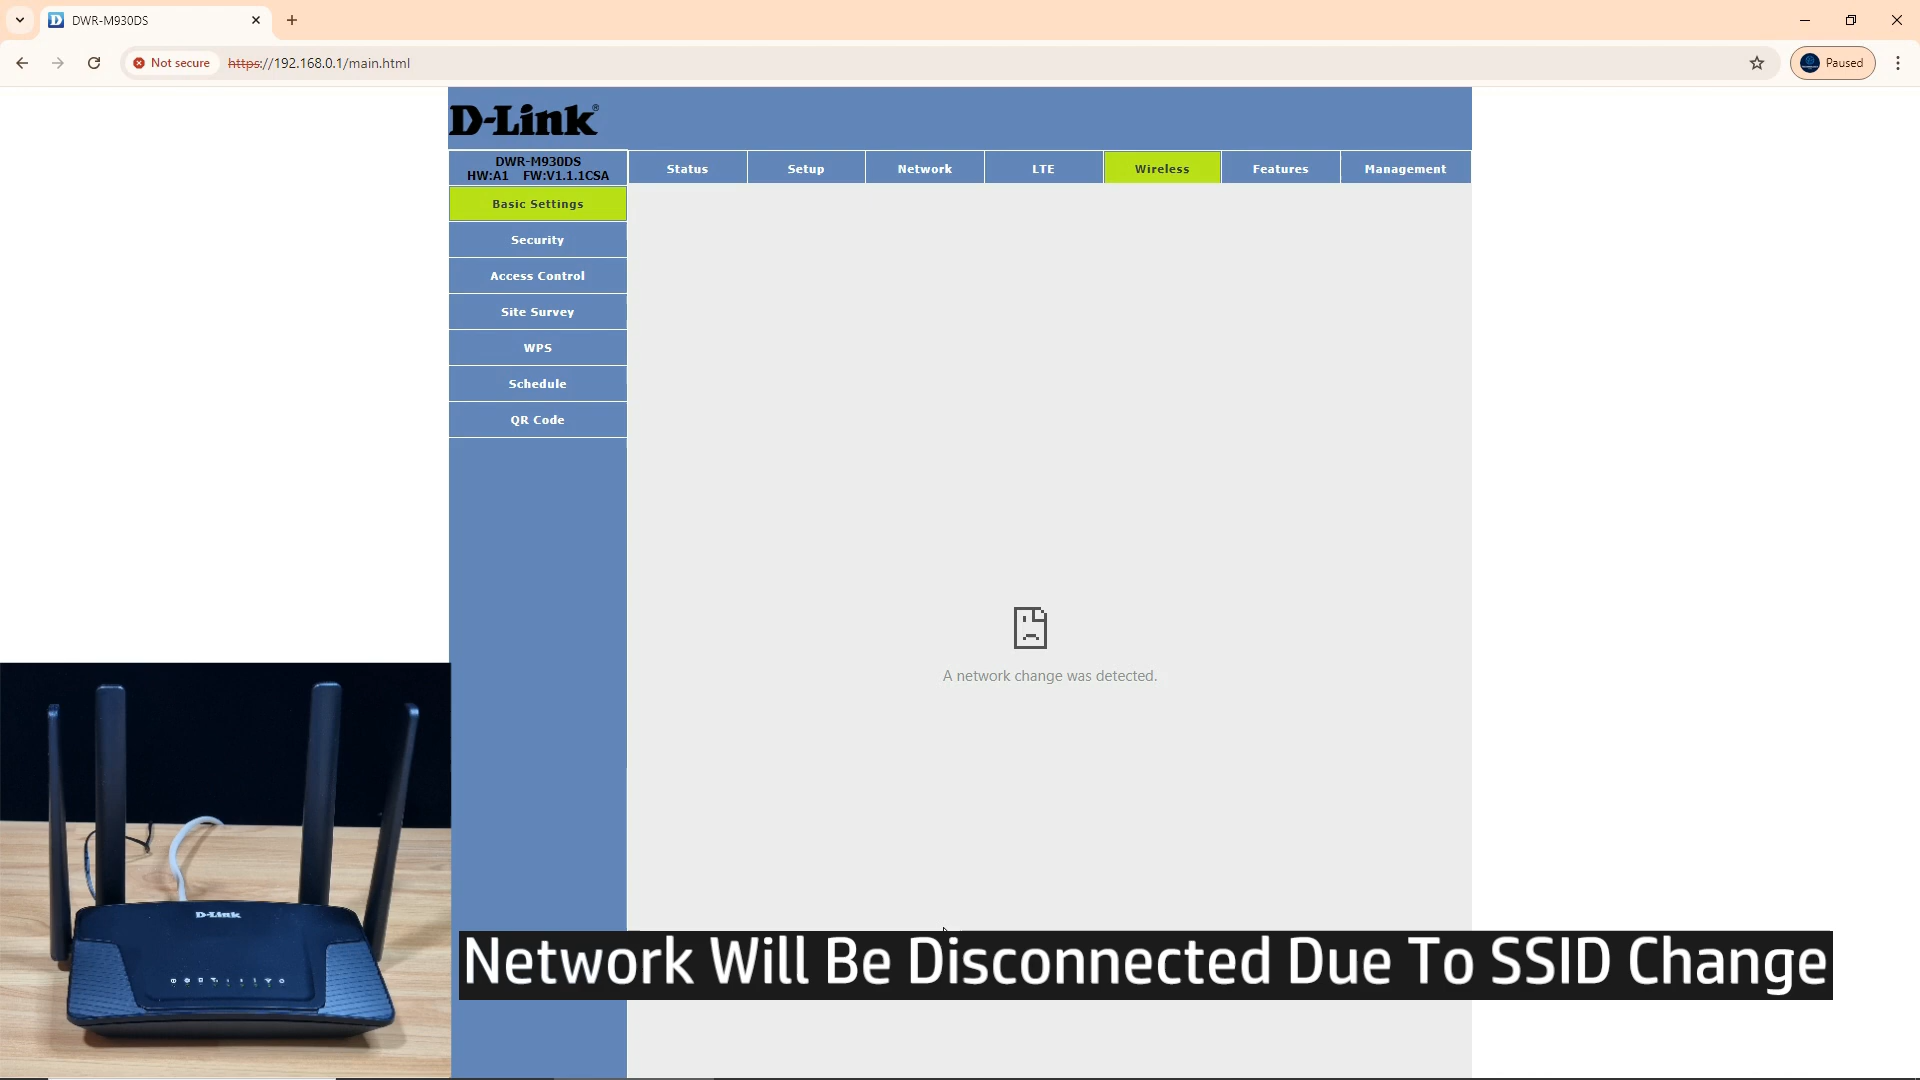 DWR-M930DS
Not secure
https://192.168.0.1/main.html
Paused
D-Link®
DWR-M930DS
HW:A1 FW:V1.1.1CSA
Status
Setup
Network
LTE
Wireless
Features
Management
Basic Settings
Security
Access Control
Site Survey
WPS
Schedule
QR Code
A network change was detected.
D-Link
Network Will Be Disconnected Due To SSID Change